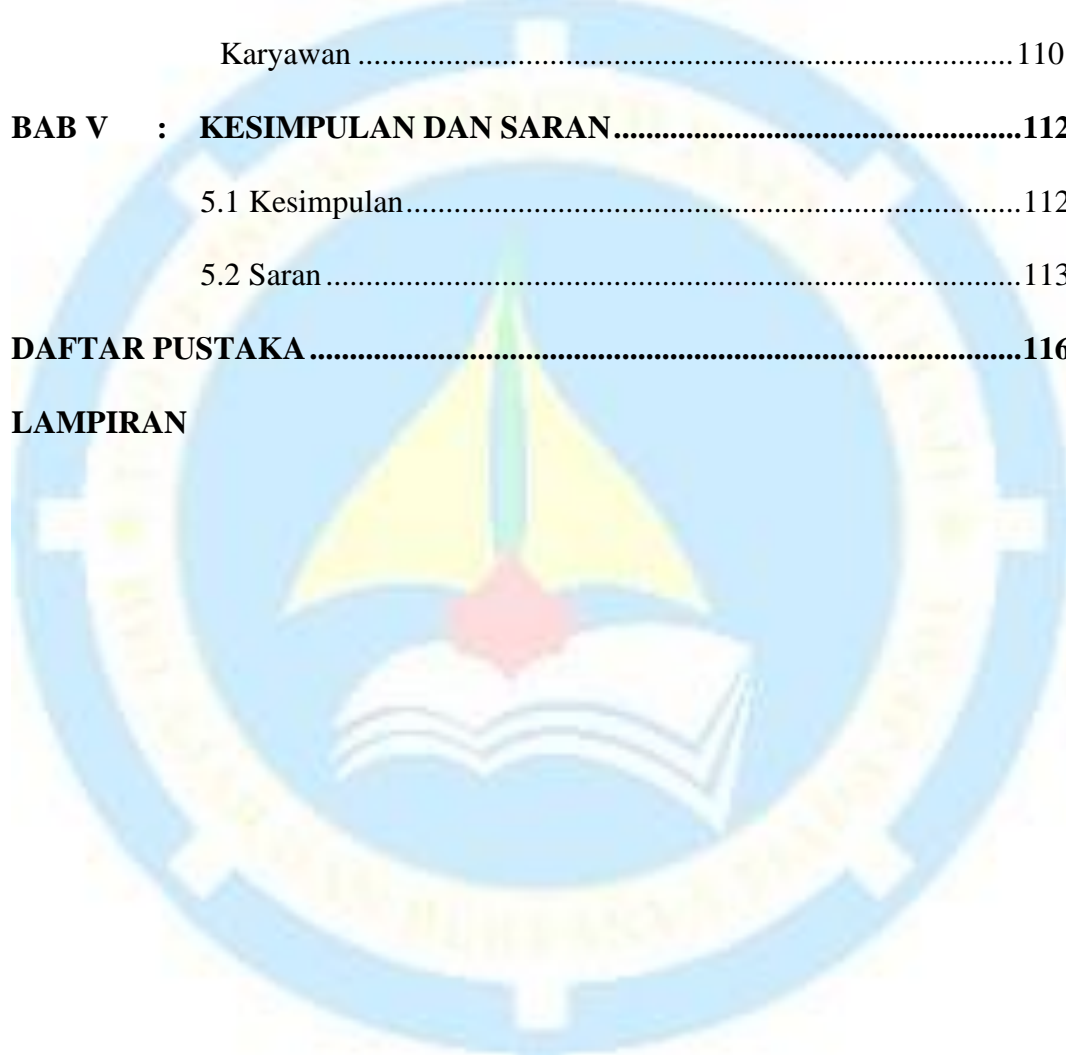 Karyawan ..................................................................................110
BAB V : KESIMPULAN DAN SARAN...................................................112
5.1 Kesimpulan.............................................................................112
5.2 Saran.......................................................................................113
DAFTAR PUSTAKA.........................................................................................116
LAMPIRAN